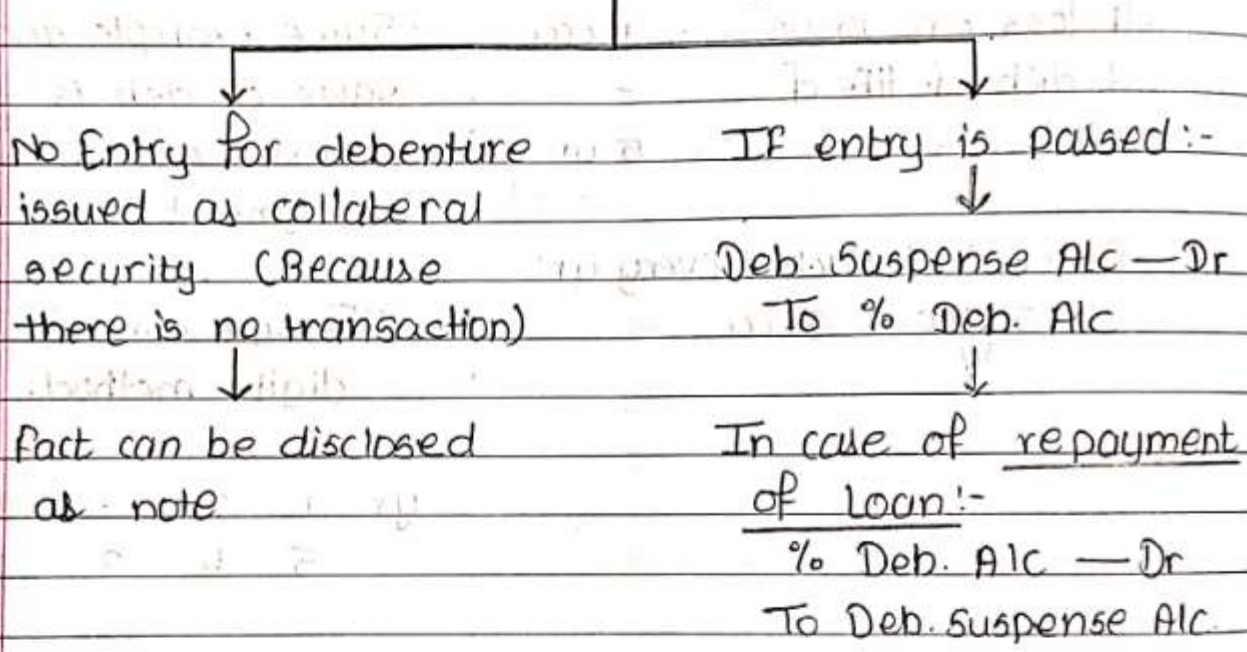 No Entry for debenture
issued as collateral
security (Because
there is no transaction)
fact can be disclosed
as note
If entry is passed:-
Deb. Suspense A/c — Dr
To % Deb. A/c
In case of repayment
of Loan:-
% Deb. A/c — Dr
To Deb. Suspense A/c.